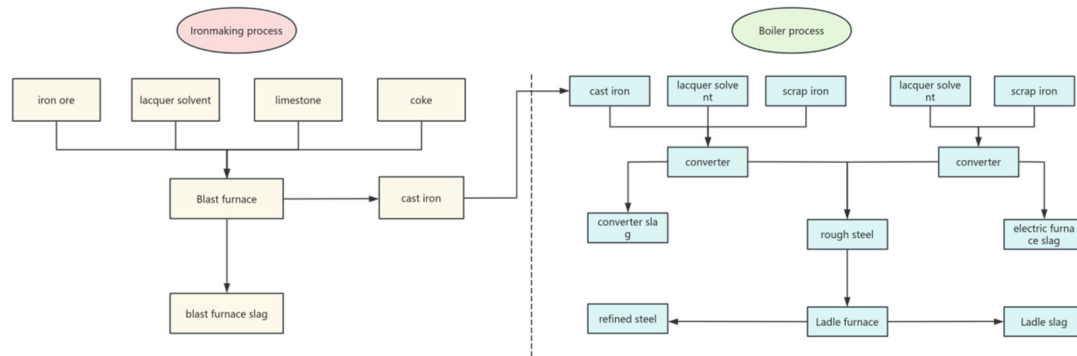 Ironmaking process
Boiler process
iron ore
lacquer solvent
limestone
coke
cast iron
lacquer solve
nt
scrap iron
lacquer solve
nt
scrap iron
Blast furnace
cast iron
converter
converter
converter sla
g
rough steel
electric furna
ce slag
blast furnace slag
refined steel
Ladle furnace
Ladle slag